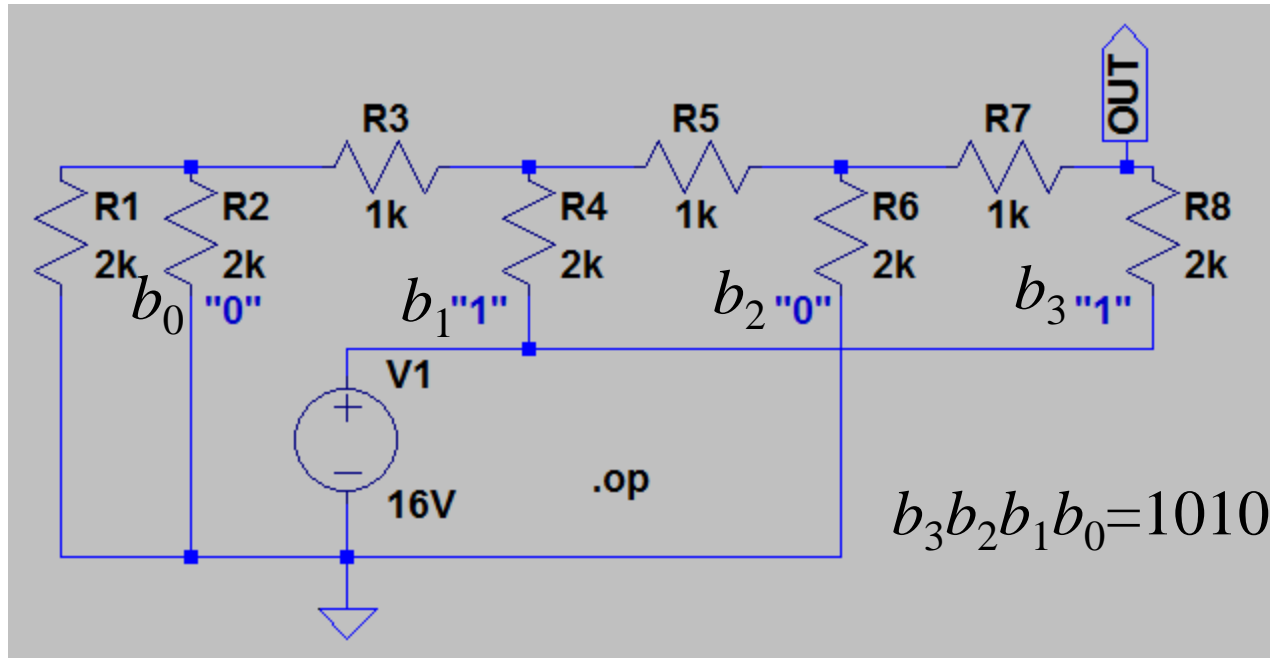 OUT
R3
R5
R7
1k
1k
1k
R1
R2
R4
R6
R8
2k
2k
2k
2k
2k
b0 "0"
b1 "1"
b2 "0"
b3 "1"
V1
16V
.op
b3b2b1b0=1010